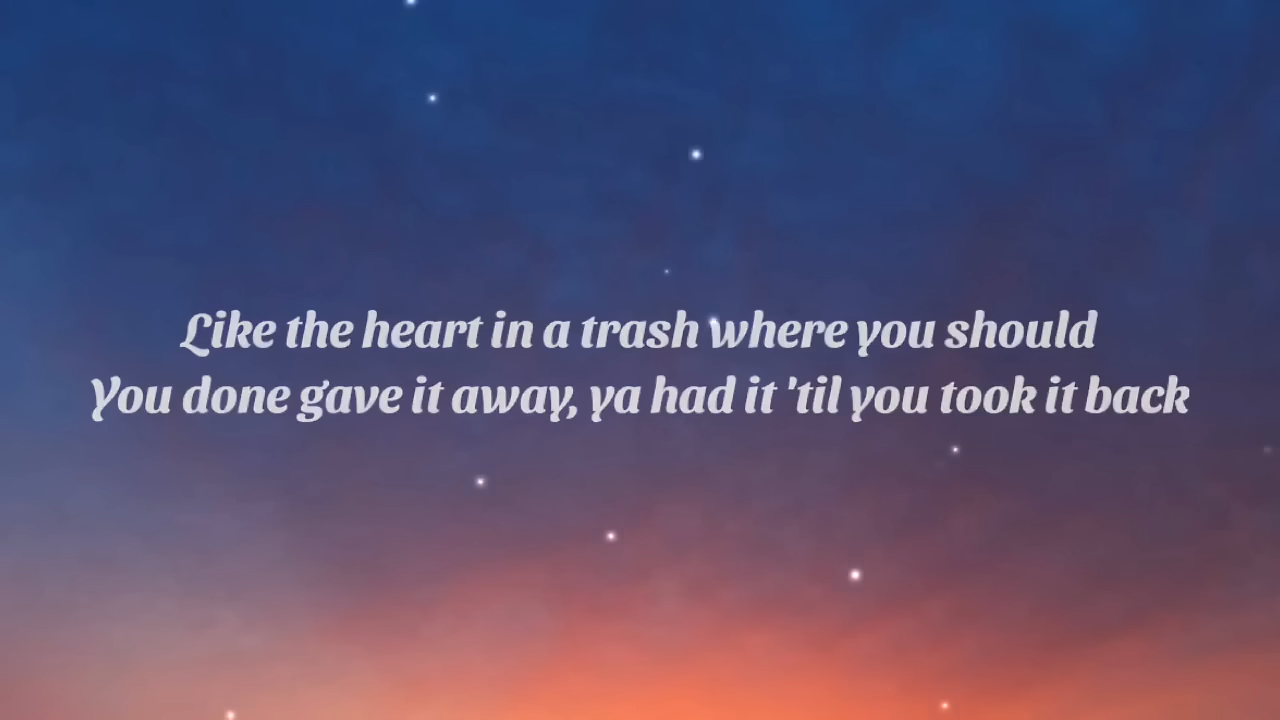 Like the heart in a trash where you should
You done gave it away, ya had it 'til you took it back